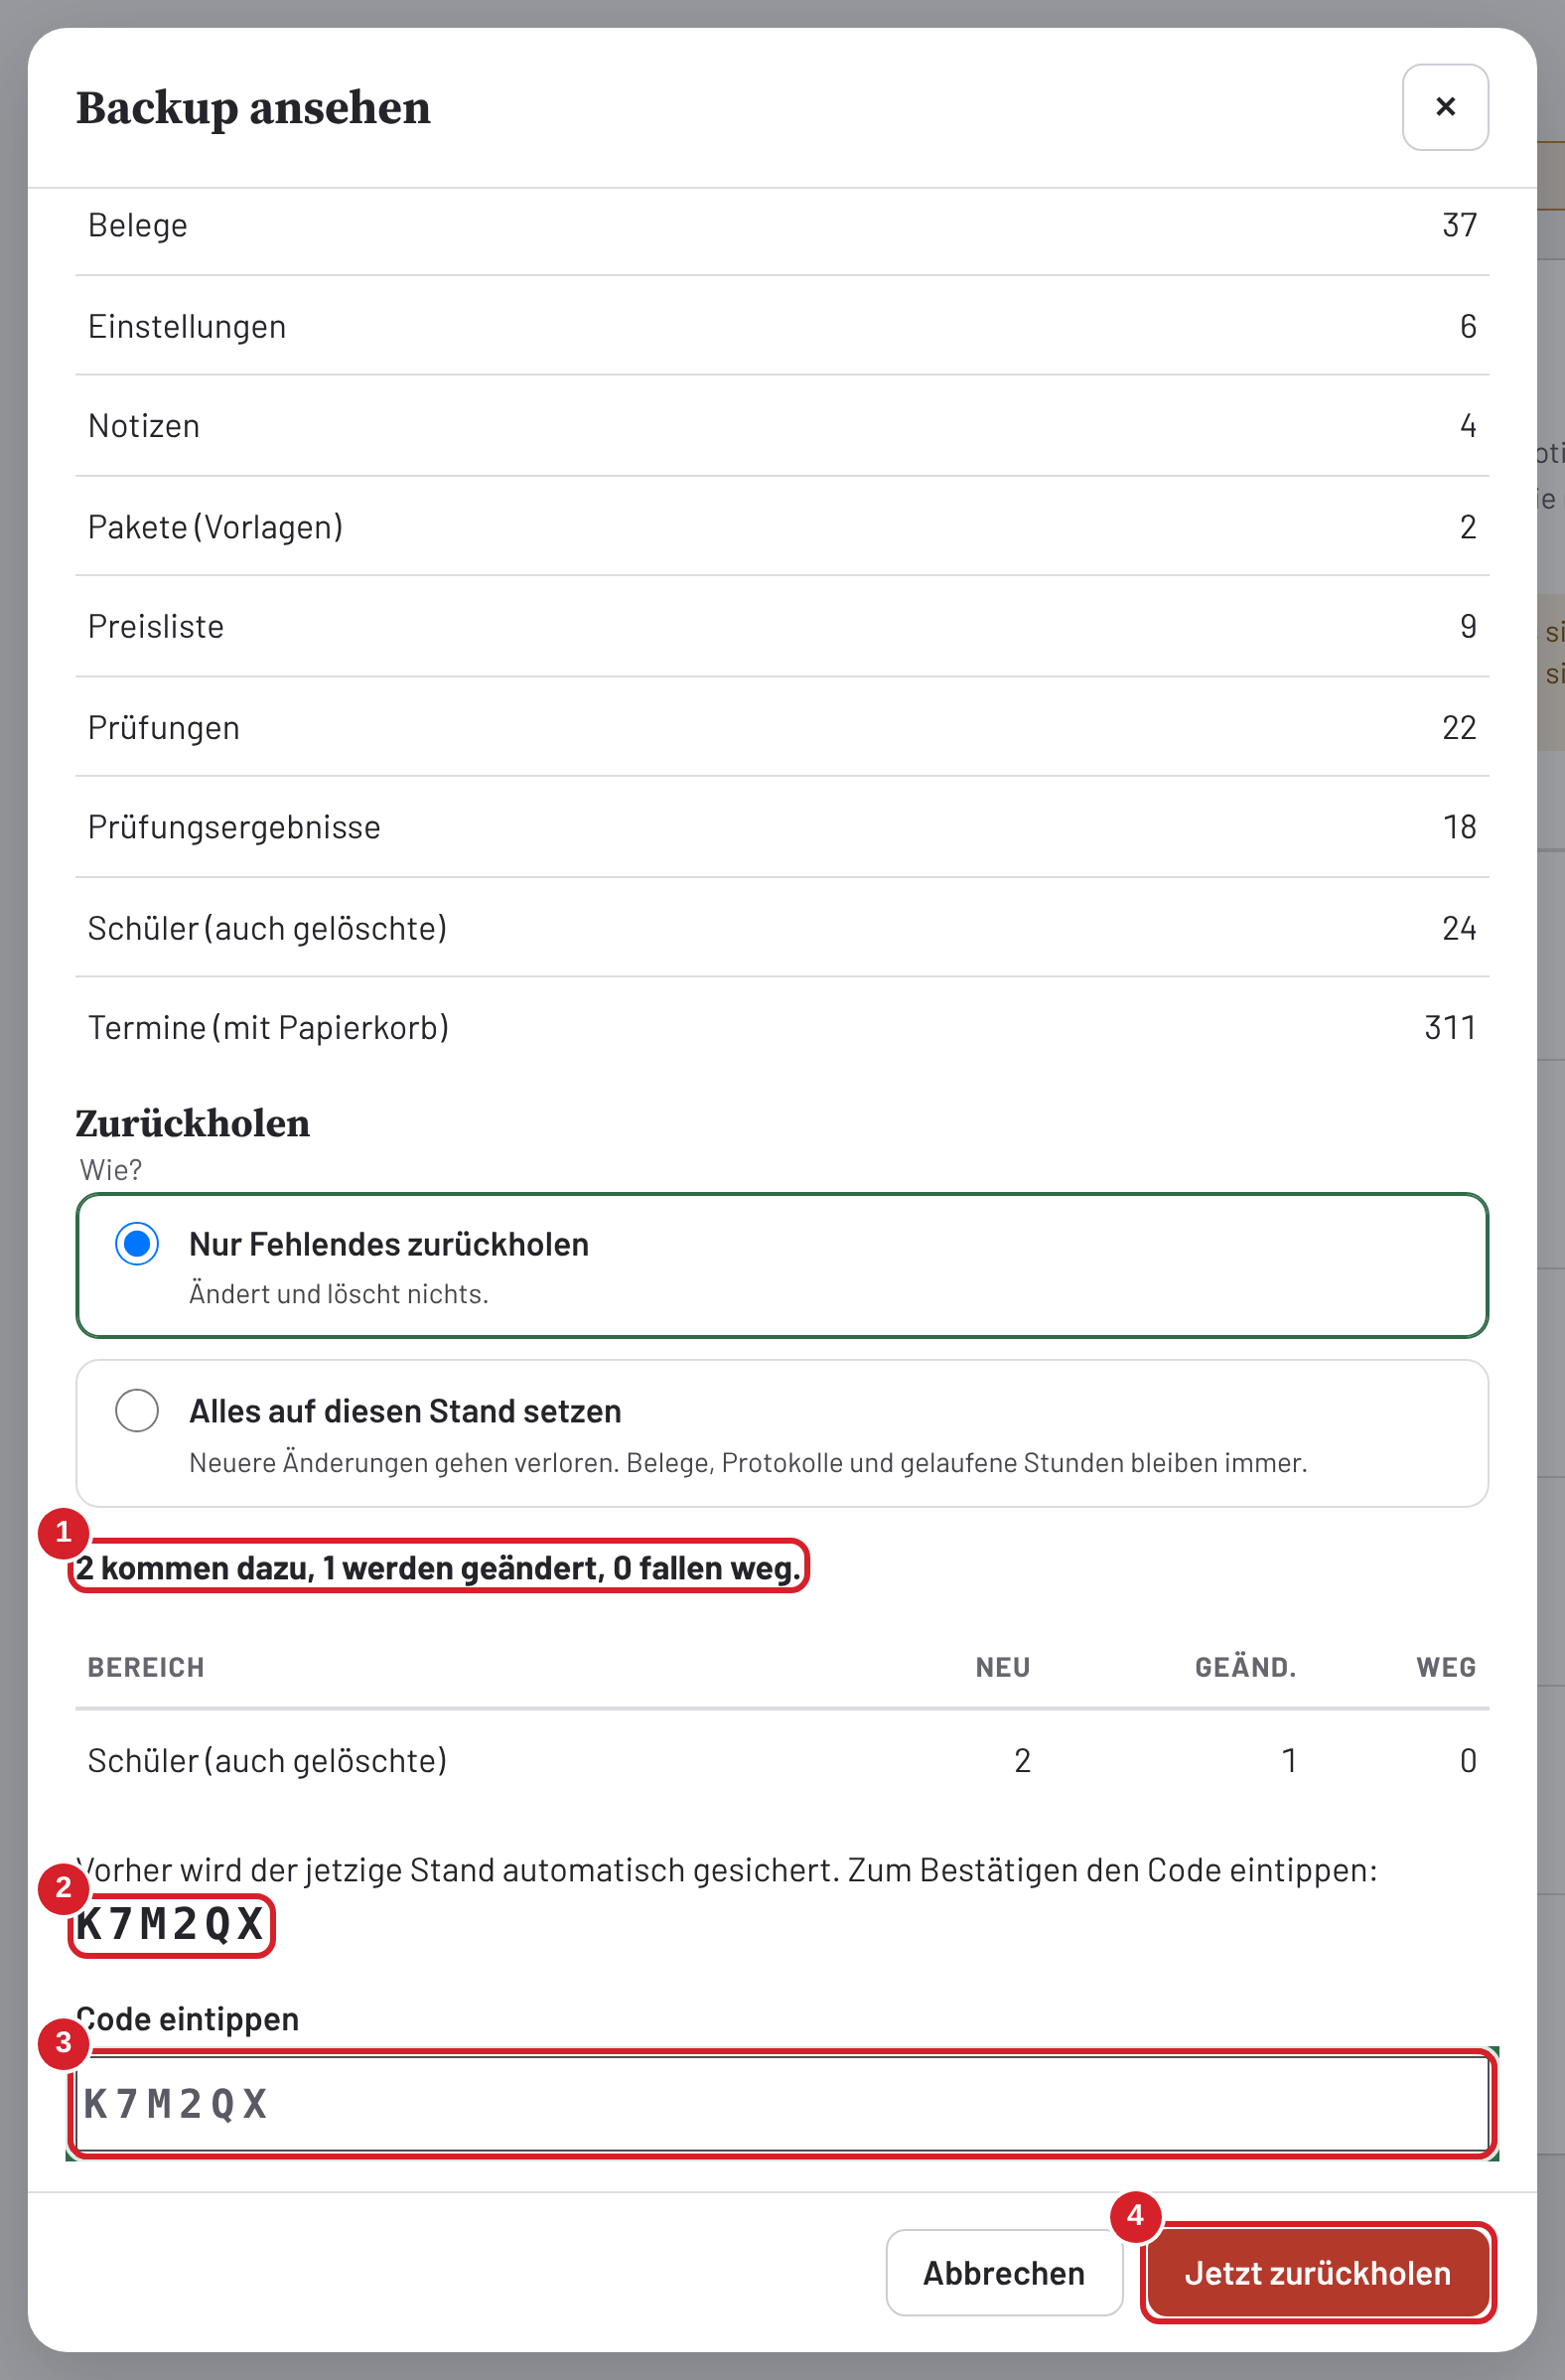 Backup ansehen
×
Belege 37
Einstellungen 6
Notizen 4
Pakete (Vorlagen) 2
Preisliste 9
Prüfungen 22
Prüfungsergebnisse 18
Schüler (auch gelöschte) 24
Termine (mit Papierkorb) 311
Zurückholen
Wie?
Nur Fehlendes zurückholen
Ändert und löscht nichts.
Alles auf diesen Stand setzen
Neuere Änderungen gehen verloren. Belege, Protokolle und gelaufene Stunden bleiben immer.
1
2 kommen dazu, 1 werden geändert, 0 fallen weg.
BEREICH NEU GEÄND. WEG
Schüler (auch gelöschte) 2 1 0
Vorher wird der jetzige Stand automatisch gesichert. Zum Bestätigen den Code eintippen:
2
K7M2QX
Code eintippen
3
K7M2QX
4
Abbrechen Jetzt zurückholen